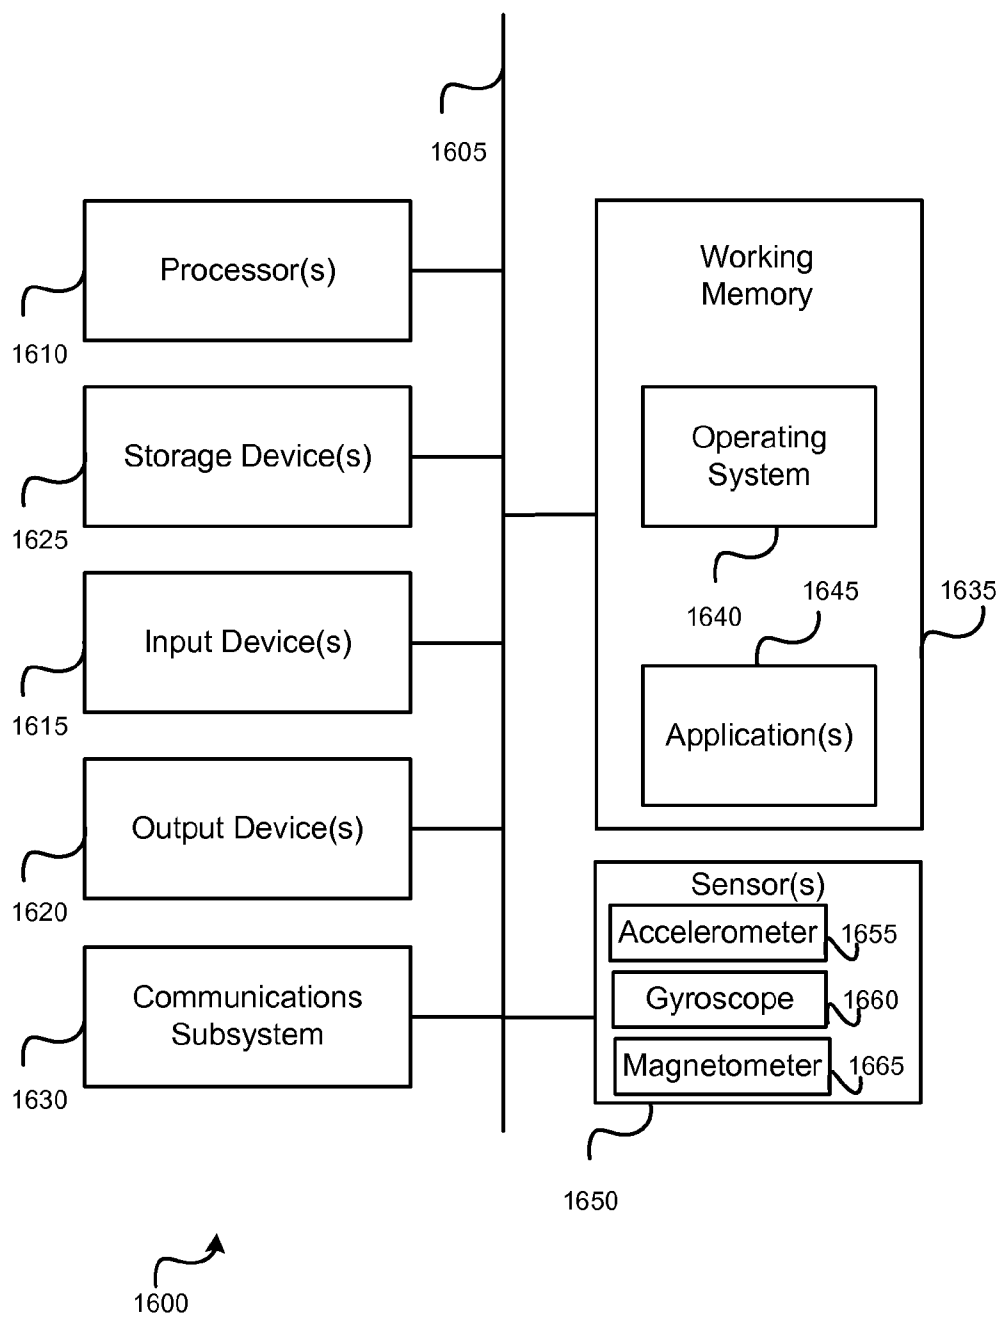 1605
Processor(s)
1610
Storage Device(s)
1625
Input Device(s)
1615
Output Device(s)
1620
Communications
Subsystem
1630
Working
Memory
Operating
System
1640
1645
1635
Application(s)
Sensor(s)
Accelerometer
1655
Gyroscope
1660
Magnetometer
1665
1650
1600